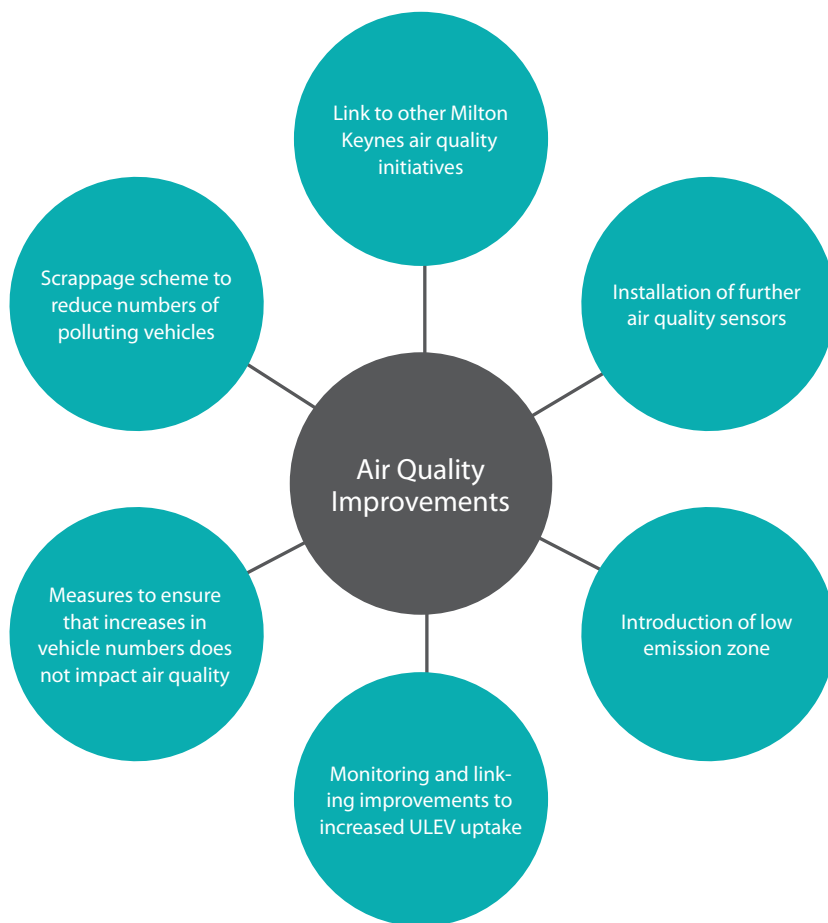 Link to other Milton
Keynes air quality
initiatives
Scrappage scheme to
reduce numbers of
polluting vehicles
Installation of further
air quality sensors
Air Quality
Improvements
Measures to ensure
that increases in
vehicle numbers does
not impact air quality
Introduction of low
emission zone
Monitoring and link-
ing improvements to
increased ULEV uptake